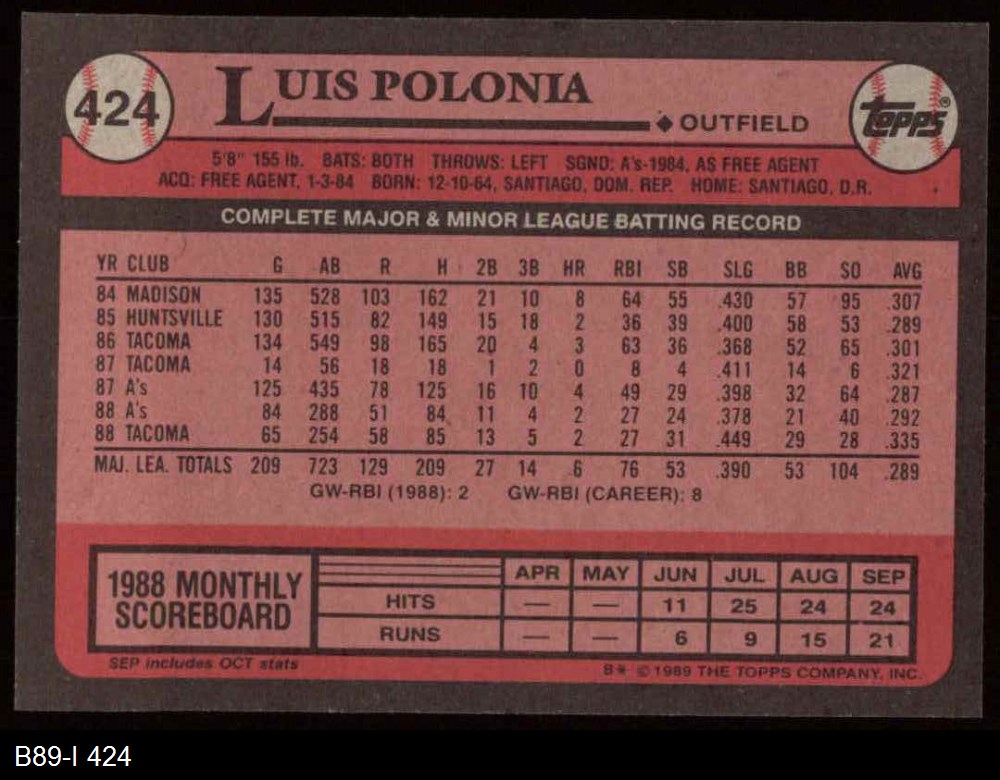 424
LUIS POLONIA
◆ OUTFIELD
Topps®
5'8" 155 lb. BATS: BOTH THROWS: LEFT SGND: A's-1984, AS FREE AGENT
ACQ: FREE AGENT, 1-3-84 BORN: 12-10-64, SANTIAGO, DOM. REP. HOME: SANTIAGO, D.R.
COMPLETE MAJOR & MINOR LEAGUE BATTING RECORD
YR CLUB G AB R H 2B 3B HR RBI SB SLG BB SO AVG
84 MADISON 135 528 103 162 21 10 8 64 55 .430 57 95 .307
85 HUNTSVILLE 130 515 82 149 15 18 2 36 39 .400 58 53 .289
86 TACOMA 134 549 98 165 20 4 3 63 36 .368 52 65 .301
87 TACOMA 14 56 18 18 1 2 0 8 4 .411 14 6 .321
87 A's 125 435 78 125 16 10 4 49 29 .398 32 64 .287
88 A's 84 288 51 84 11 4 2 27 24 .378 21 40 .292
88 TACOMA 65 254 58 85 13 5 2 27 31 .449 29 28 .335
MAJ. LEA. TOTALS 209 723 129 209 27 14 6 76 53 .390 53 104 .289
GW-RBI (1988): 2 GW-RBI (CAREER): 8
1988 MONTHLY SCOREBOARD
APR MAY JUN JUL AUG SEP
HITS — — 11 25 24 24
RUNS — — 6 9 15 21
SEP includes OCT stats
8* © 1989 THE TOPPS COMPANY, INC.
B89-I 424